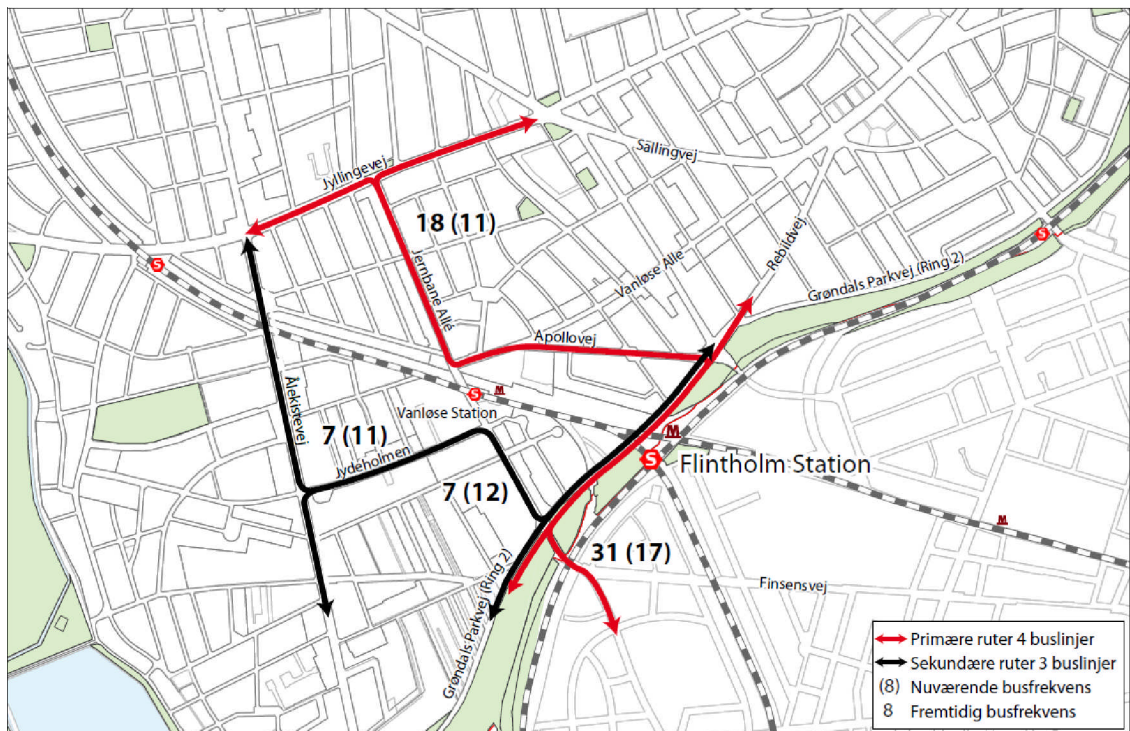 Sallingvej
Jyllingevej
18 (11)
Rebildvej
Jernbane Allé
Vanløse Alle
Grøndals Parkvej (Ring 2)
S
S
Apollovej
S
M
Vanløse Station
Ålekistevej
7 (11)
M
S
Flintholm Station
Jydeholmen
7 (12)
M
31 (17)
Finsensvej
Grøndals Parkvej (Ring 2)
Primære ruter 4 buslinjer
Sekundære ruter 3 buslinjer
(8) Nuværende busfrekvens
8 Fremtidig busfrekvens